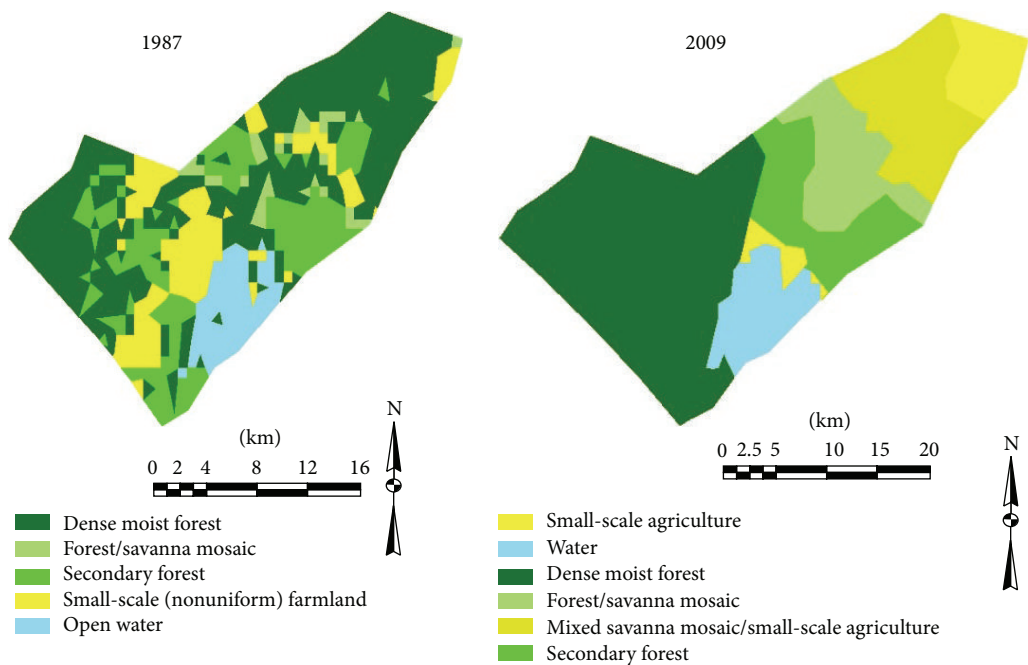 1987
(km)
0 2 4 8 12 16
N
Dense moist forest
Forest/savanna mosaic
Secondary forest
Small-scale (nonuniform) farmland
Open water
2009
(km)
0 2.5 5 10 15 20
N
Small-scale agriculture
Water
Dense moist forest
Forest/savanna mosaic
Mixed savanna mosaic/small-scale agriculture
Secondary forest